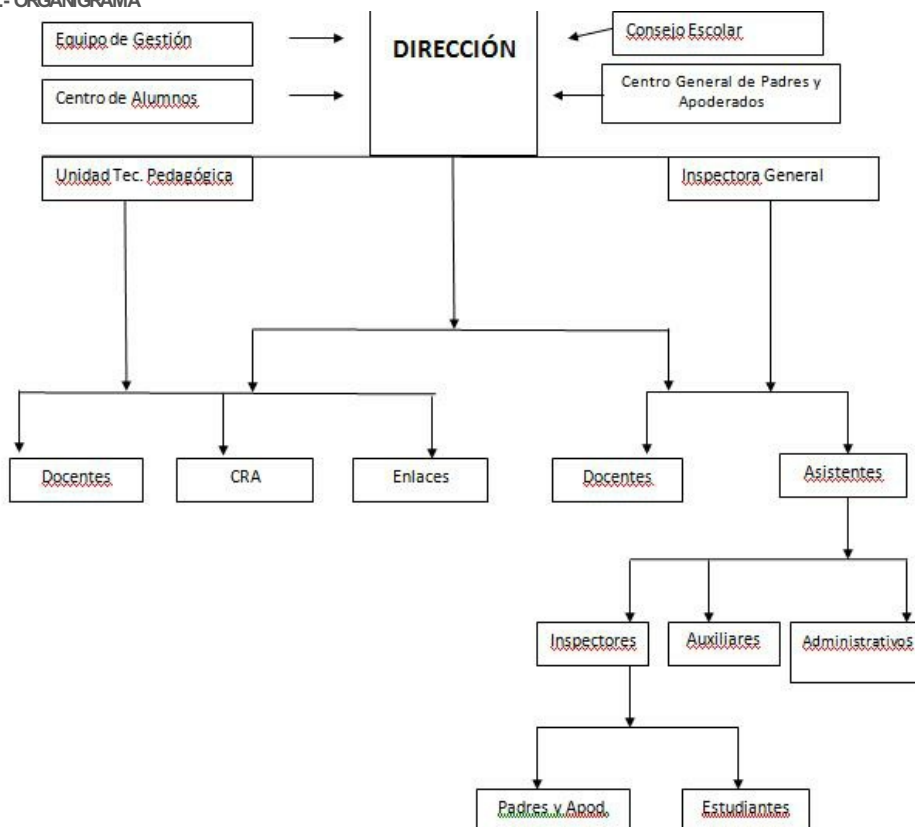 .- ORGANIGRAMA
Equipo de Gestión
DIRECCIÓN
Consejo Escolar
Centro de Alumnos
Centro General de Padres y
Apoderados
Unidad Tec. Pedagógica
Inspectora General
Docentes
CRA
Enlaces
Docentes
Asistentes
Inspectores
Auxiliares
Administrativos
Padres y Apod.
Estudiantes